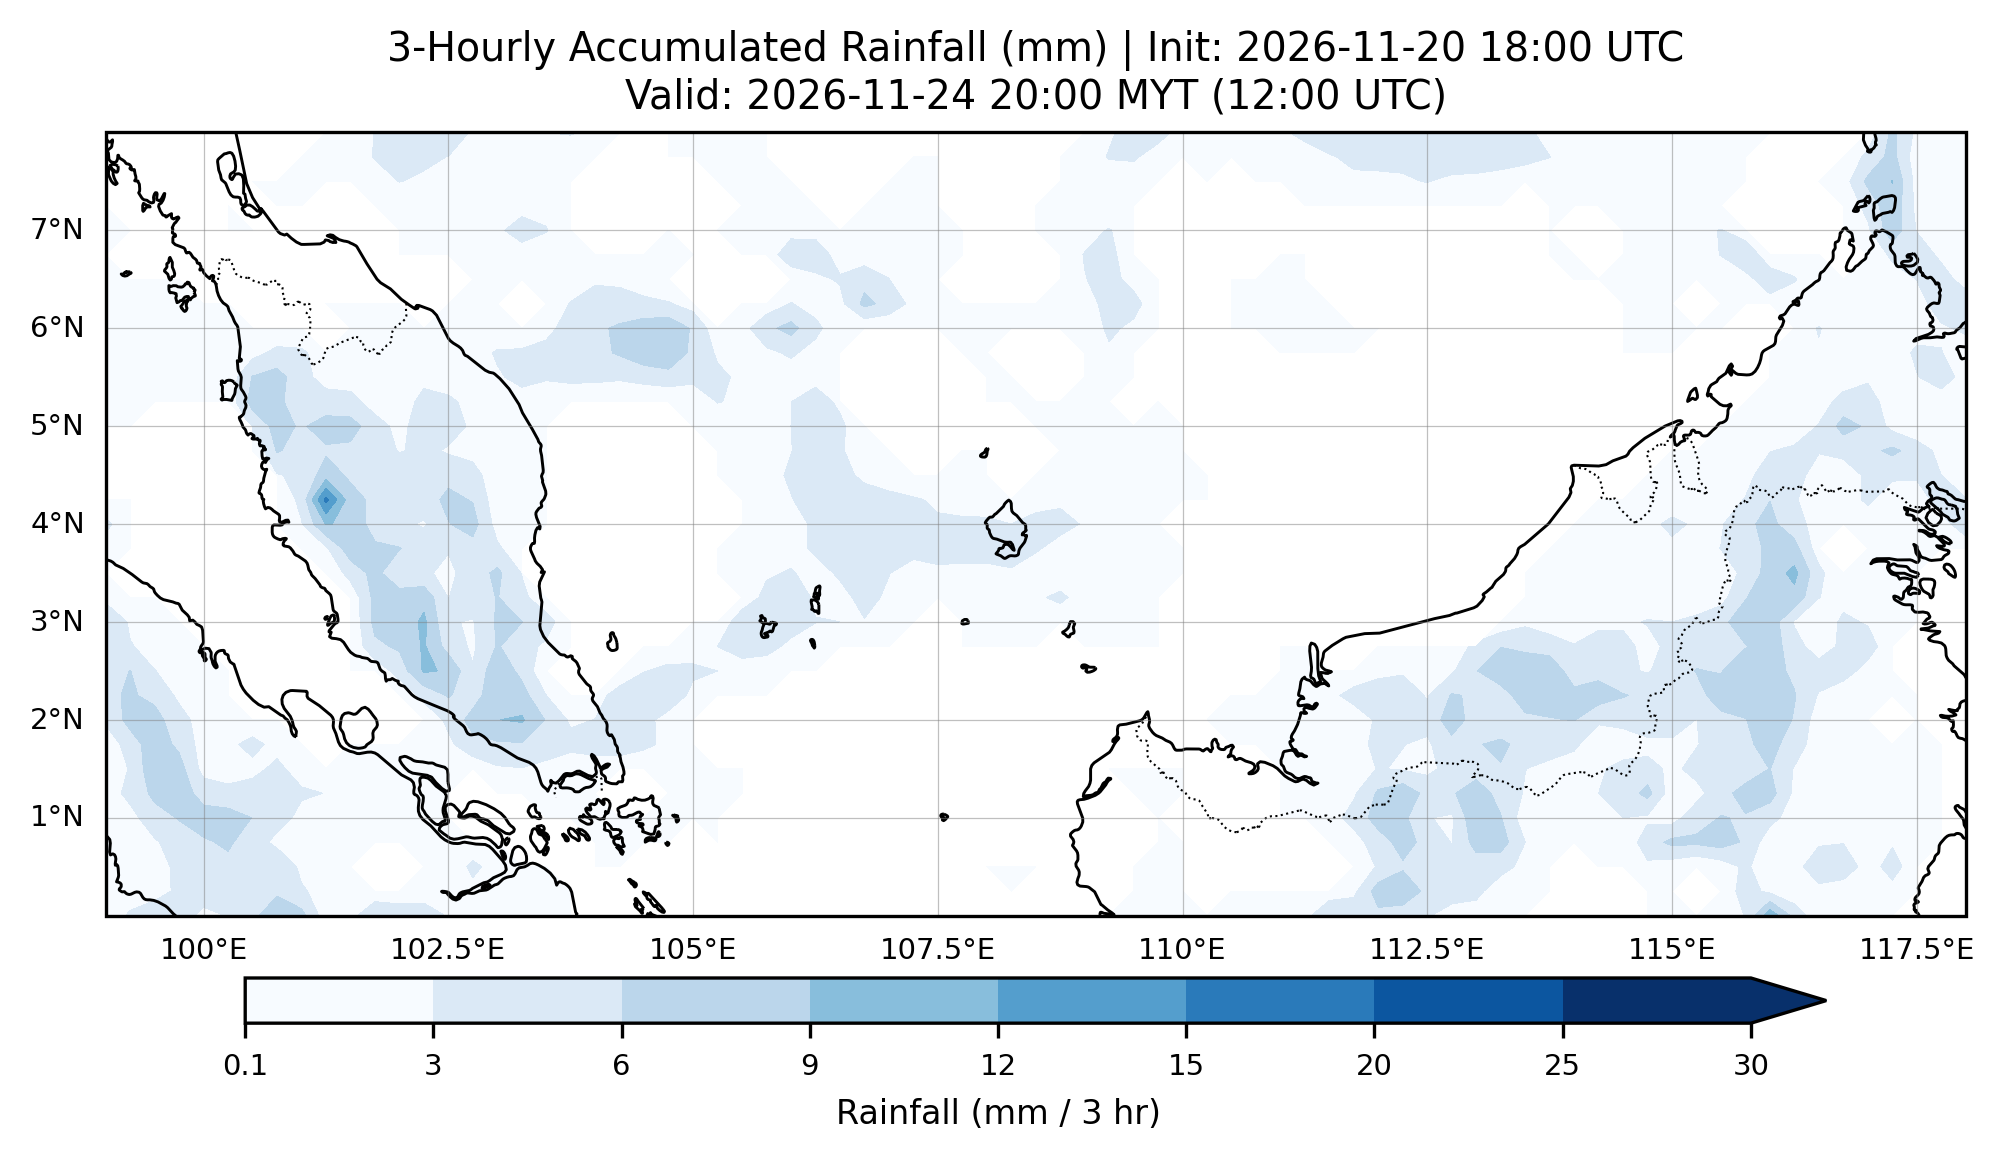 3-Hourly Accumulated Rainfall (mm) | Init: 2026-11-20 18:00 UTC
Valid: 2026-11-24 20:00 MYT (12:00 UTC)
7°N
6°N
5°N
4°N
3°N
2°N
1°N
100°E 102.5°E 105°E 107.5°E 110°E 112.5°E 115°E 117.5°E
0.1 3 6 9 12 15 20 25 30
Rainfall (mm / 3 hr)